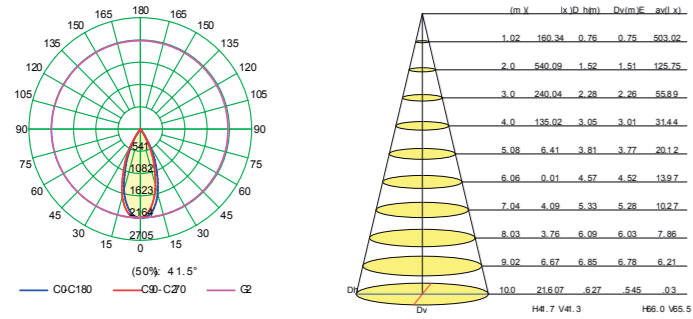 180
165 165
150 150
135 135
120 120
105 105
90 90
75 75
60 60
45 45
30 30
15 15
0
541
1082
1623
2164
2705
(50%): 41.5°
C0-C180 C90-C270 G2
(m)( lx)D h(m) Dv(m)E av(lx)
1.02 160.34 0.76 0.75 503.02
2.0 540.09 1.52 1.51 125.75
3.0 240.04 2.28 2.26 55.89
4.0 135.02 3.05 3.01 31.44
5.08 6.41 3.81 3.77 20.12
6.06 0.01 4.57 4.52 13.97
7.04 4.09 5.33 5.28 10.27
8.03 3.76 6.09 6.03 7.86
9.02 6.67 6.85 6.78 6.21
Dh 10.0 21.607 .627 .545 .03
Dv H41.7 V41.3 H66.0 V65.5